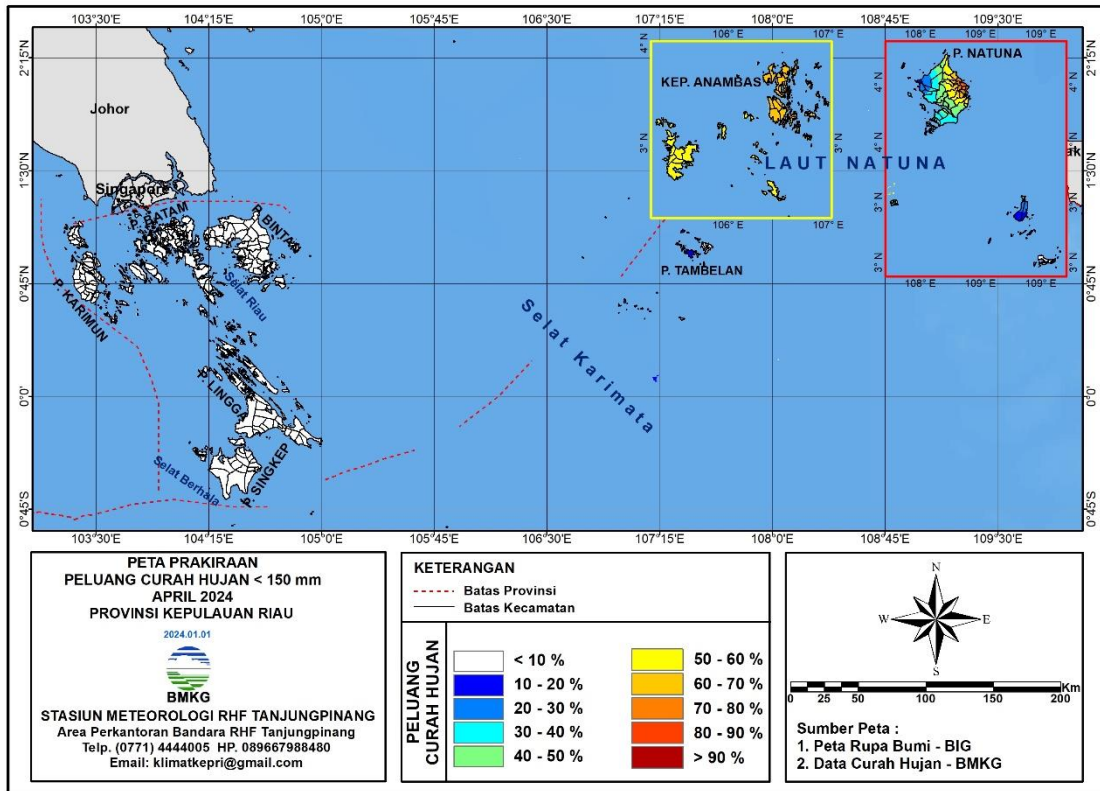 103°30'E 104°15'E 105°0'E 105°45'E 106°30'E 107°15'E 108°0'E 108°45'E 109°30'E
2°15'N
1°30'N
0°45'N
0°0'
0°45'S
Johor
Singapare
P. BATAM
P. BINTAN
P. KARIMUN
Selat Riau
P. LINGGA
P. SINGKEP
Selat Berhala
Selat Karimata
P. TAMBELAN
LAUT NATUNA
106° E 107° E
4° N
3° N
KEP. ANAMBAS
3° N
106° E 107° E
108° E 109° E 109° E
P. NATUNA
4° N 4° N
4° N 4° N
3° N 3° N
3° N 3° N
108° E 109° E 109° E
ak
2°15'N
1°30'N
0°45'N
0°0'
0°45'S
103°30'E 104°15'E 105°0'E 105°45'E 106°30'E 107°15'E 108°0'E 108°45'E 109°30'E
PETA PRAKIRAAN
PELUANG CURAH HUJAN < 150 mm
APRIL 2024
PROVINSI KEPULAUAN RIAU
2024.01.01
BMKG
STASIUN METEOROLOGI RHF TANJUNGPINANG
Area Perkantoran Bandara RHF Tanjungpinang
Telp. (0771) 4444005 HP. 089667988480
Email: klimatkepri@gmail.com
KETERANGAN
Batas Provinsi
Batas Kecamatan
PELUANG
CURAH HUJAN
< 10 %
10 - 20 %
20 - 30 %
30 - 40 %
40 - 50 %
50 - 60 %
60 - 70 %
70 - 80 %
80 - 90 %
> 90 %
N
W E
S
0 25 50 100 150 200 Km
Sumber Peta :
1. Peta Rupa Bumi - BIG
2. Data Curah Hujan - BMKG